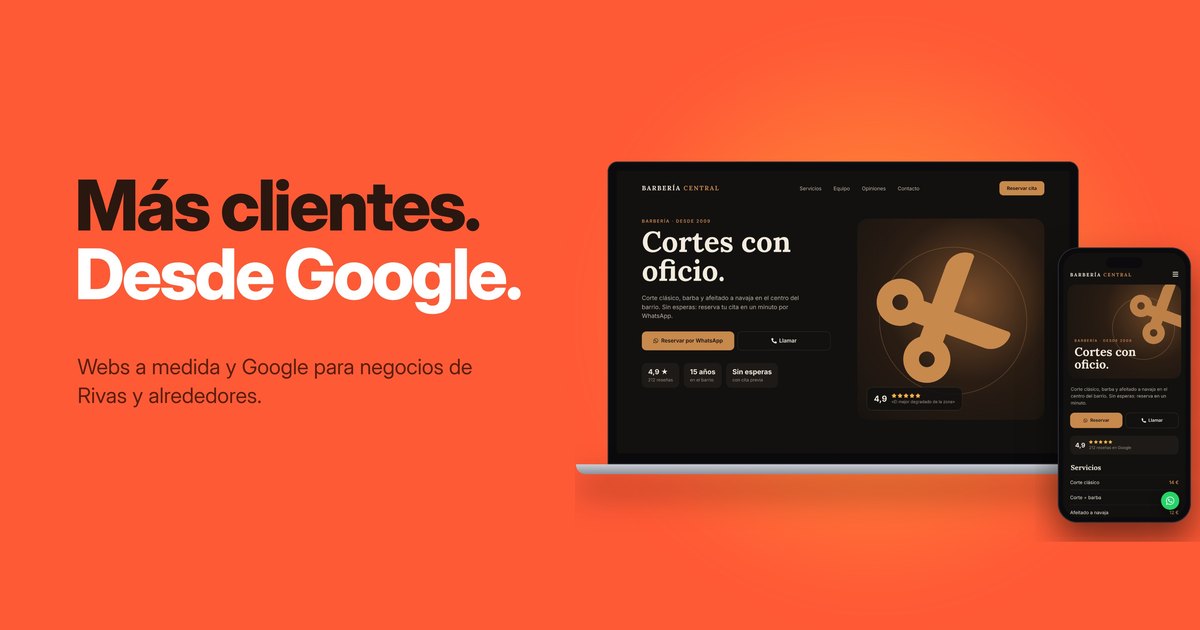 Más clientes.
Desde Google.
Webs a medida y Google para negocios de
Rivas y alrededores.
BARBERÍA CENTRAL
Servicios Equipo Opiniones Contacto
Reservar cita
BARBERÍA · DESDE 2009
Cortes con
oficio.
Corte clásico, barba y afeitado a navaja en el centro del
barrio. Sin esperas: reserva tu cita en un minuto por
WhatsApp.
Reservar por WhatsApp
Llamar
4,9 ★
212 reseñas
15 años
en el barrio
Sin esperas
con cita previa
4,9 ★★★★★
«El mejor degradado de la zona»
BARBERÍA CENTRAL
BARBERÍA · DESDE 2009
Cortes con
oficio.
Corte clásico, barba y afeitado a navaja en el
centro del barrio. Sin esperas: reserva en un
minuto.
Reservar
Llamar
4,9 ★★★★★
212 reseñas en Google
Servicios
Corte clásico 14 €
Corte + barba
Afeitado a navaja 12 €